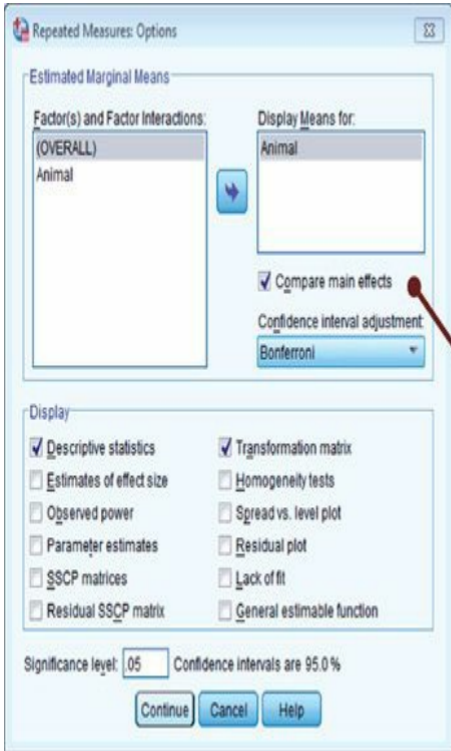 Repeated Measures: Options
Estimated Marginal Means
Factor(s) and Factor Interactions:
(OVERALL)
Animal
Display Means for:
Animal
Compare main effects
Confidence interval adjustment:
Bonferroni
Display
Descriptive statistics
Transformation matrix
Estimates of effect size
Homogeneity tests
Observed power
Spread vs. level plot
Parameter estimates
Residual plot
SSCP matrices
Lack of fit
Residual SSCP matrix
General estimable function
Significance level: .05 Confidence intervals are 95.0 %
Continue Cancel Help